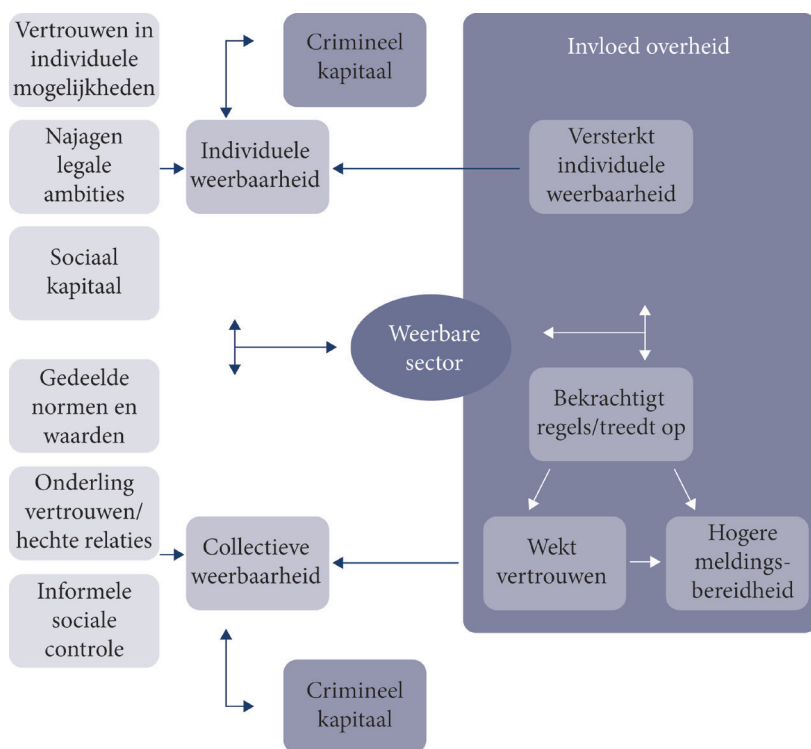 Vertrouwen in
individuele
mogelijkheden
Crimineel
kapitaal
Invloed overheid
Najagen
legale
ambities
Individuele
weerbaarheid
Versterkt
individuele
weerbaarheid
Sociaal
kapitaal
Weerbare
sector
Gedeelde
normen en
waarden
Bekrachtigt
regels/treedt op
Onderling
vertrouwen/
hechte relaties
Collectieve
weerbaarheid
Wekt
vertrouwen
Hogere
meldings-
bereidheid
Informele
sociale
controle
Crimineel
kapitaal